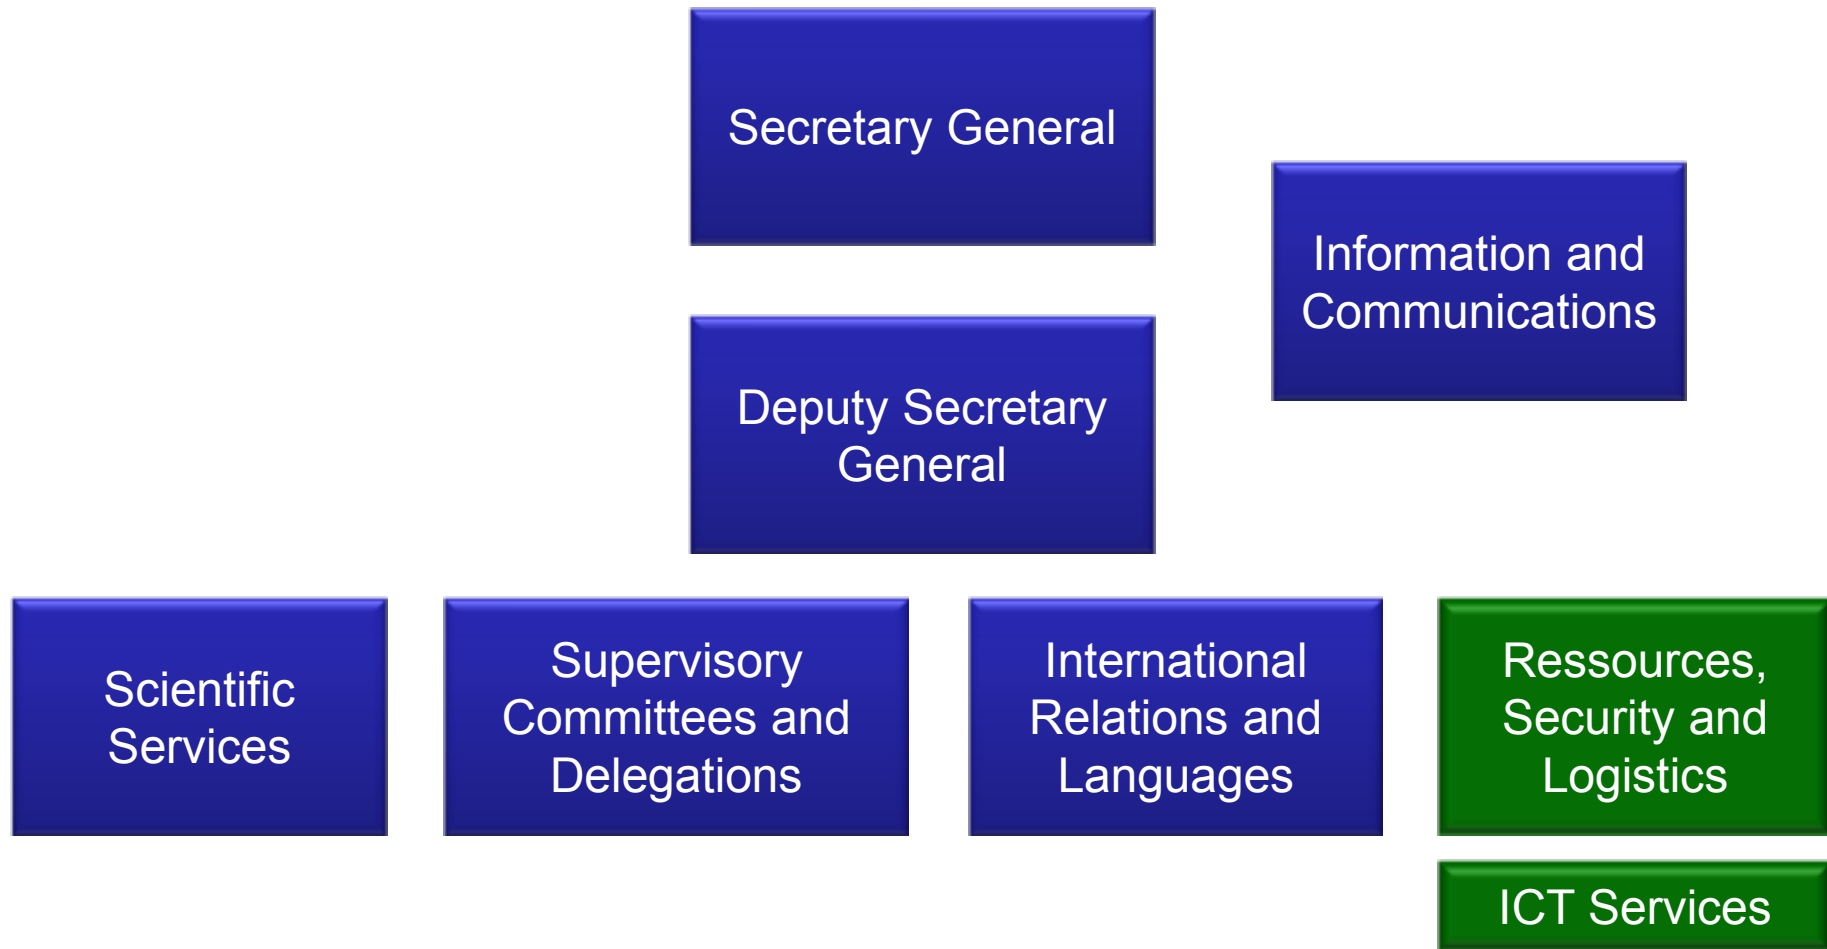 Secretary General
Information and
Communications
Deputy Secretary
General
Scientific
Services
Supervisory
Committees and
Delegations
International
Relations and
Languages
Ressources,
Security and
Logistics
ICT Services